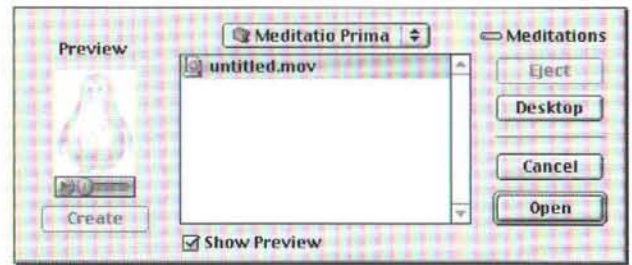 Preview
Meditatio Prima
Meditations
untitled.mov
Eject
Desktop
Cancel
Create
Open
Show Preview